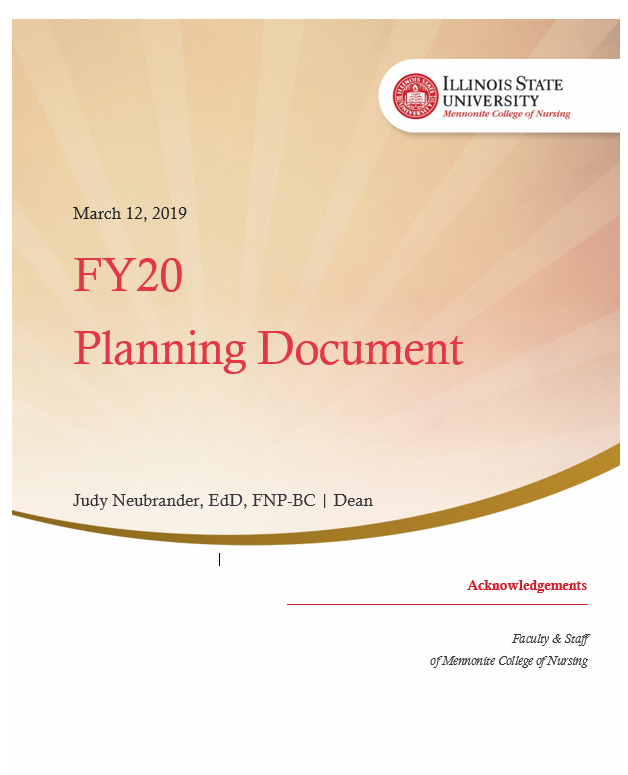 ILLINOIS STATE
UNIVERSITY
Mennonite College of Nursing
March 12, 2019
FY20
Planning Document
Judy Neubrander, EdD, FNP-BC | Dean
Acknowledgements
Faculty & Staff
of Mennonite College of Nursing